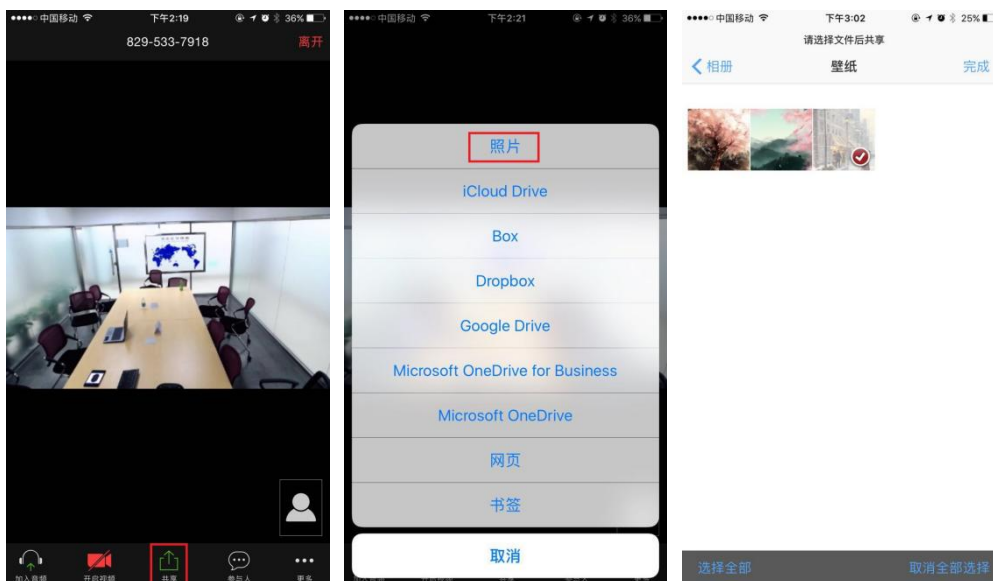 中国移动 下午2:19 36%
829-533-7918 离开
加入音频 开启视频 共享 参与人 更多
中国移动 下午2:21 36%
照片
iCloud Drive
Box
Dropbox
Google Drive
Microsoft OneDrive for Business
Microsoft OneDrive
网页
书签
取消
中国移动 下午3:02 25%
请选择文件后共享
相册 壁纸 完成
选择全部 取消全部选择